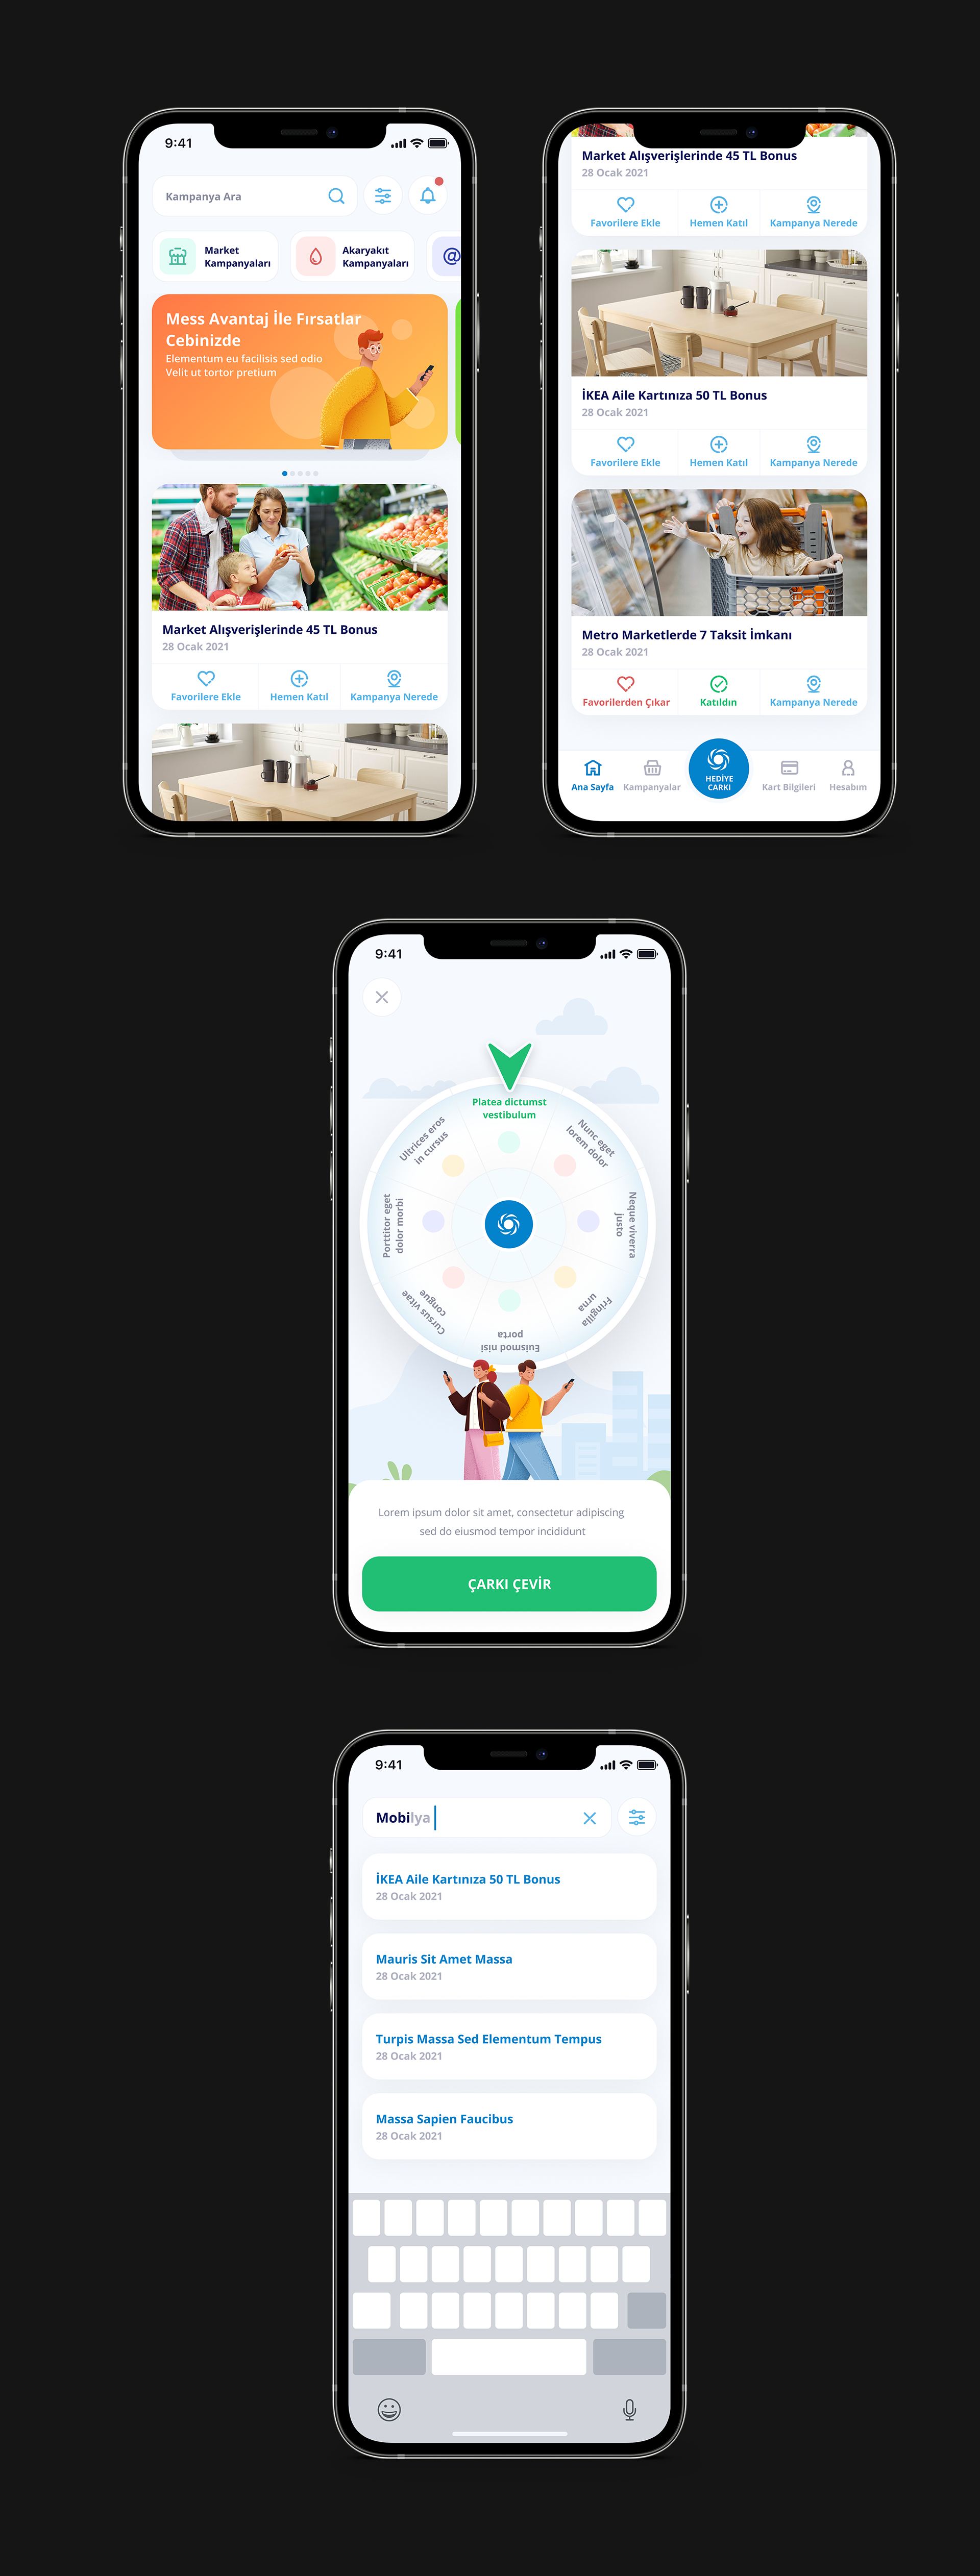 9:41
Kampanya Ara
Market
Kampanyaları
Akaryakıt
Kampanyaları
@
Mess Avantaj İle Fırsatlar
Cebinizde
Elementum eu facilisis sed odio
Velit ut tortor pretium
Market Alışverişlerinde 45 TL Bonus
28 Ocak 2021
Favorilere Ekle
Hemen Katıl
Kampanya Nerede
Market Alışverişlerinde 45 TL Bonus
28 Ocak 2021
Favorilere Ekle
Hemen Katıl
Kampanya Nerede
İKEA Aile Kartınıza 50 TL Bonus
28 Ocak 2021
Favorilere Ekle
Hemen Katıl
Kampanya Nerede
Metro Marketlerde 7 Taksit İmkanı
28 Ocak 2021
Favorilerden Çıkar
Katıldın
Kampanya Nerede
Ana Sayfa
Kampanyalar
HEDİYE
ÇARKI
Kart Bilgileri
Hesabım
9:41
Platea dictumst
vestibulum
Nunc eget
lorem dolor
Neque viverra
justo
Fringilla
urna
Euismod nisi
porta
Cursus vitae
congue
Porttitor eget
dolor morbi
Ultrices eros
in cursus
Lorem ipsum dolor sit amet, consectetur adipiscing
sed do eiusmod tempor incididunt
ÇARKI ÇEVİR
9:41
Mobilya
İKEA Aile Kartınıza 50 TL Bonus
28 Ocak 2021
Mauris Sit Amet Massa
28 Ocak 2021
Turpis Massa Sed Elementum Tempus
28 Ocak 2021
Massa Sapien Faucibus
28 Ocak 2021